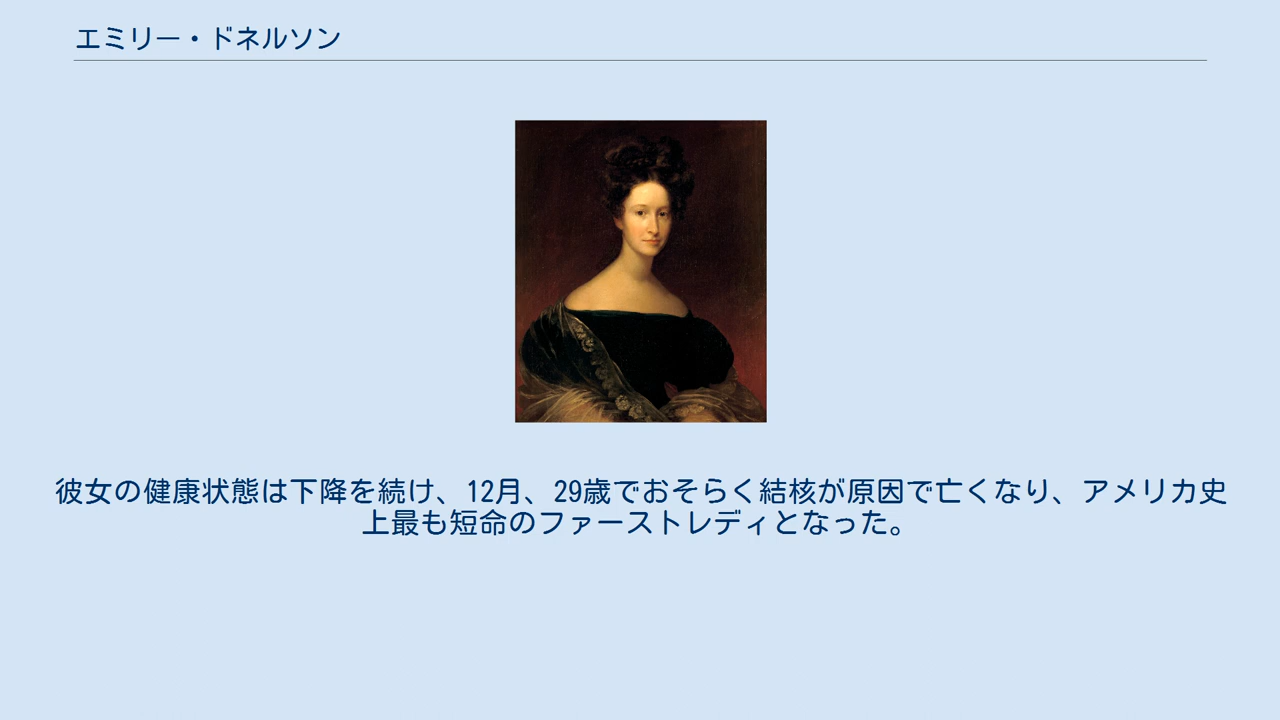 エミリー・ドネルソン
彼女の健康状態は下降を続け、12月、29歳でおそらく結核が原因で亡くなり、アメリカ史
上最も短命のファーストレディとなった。